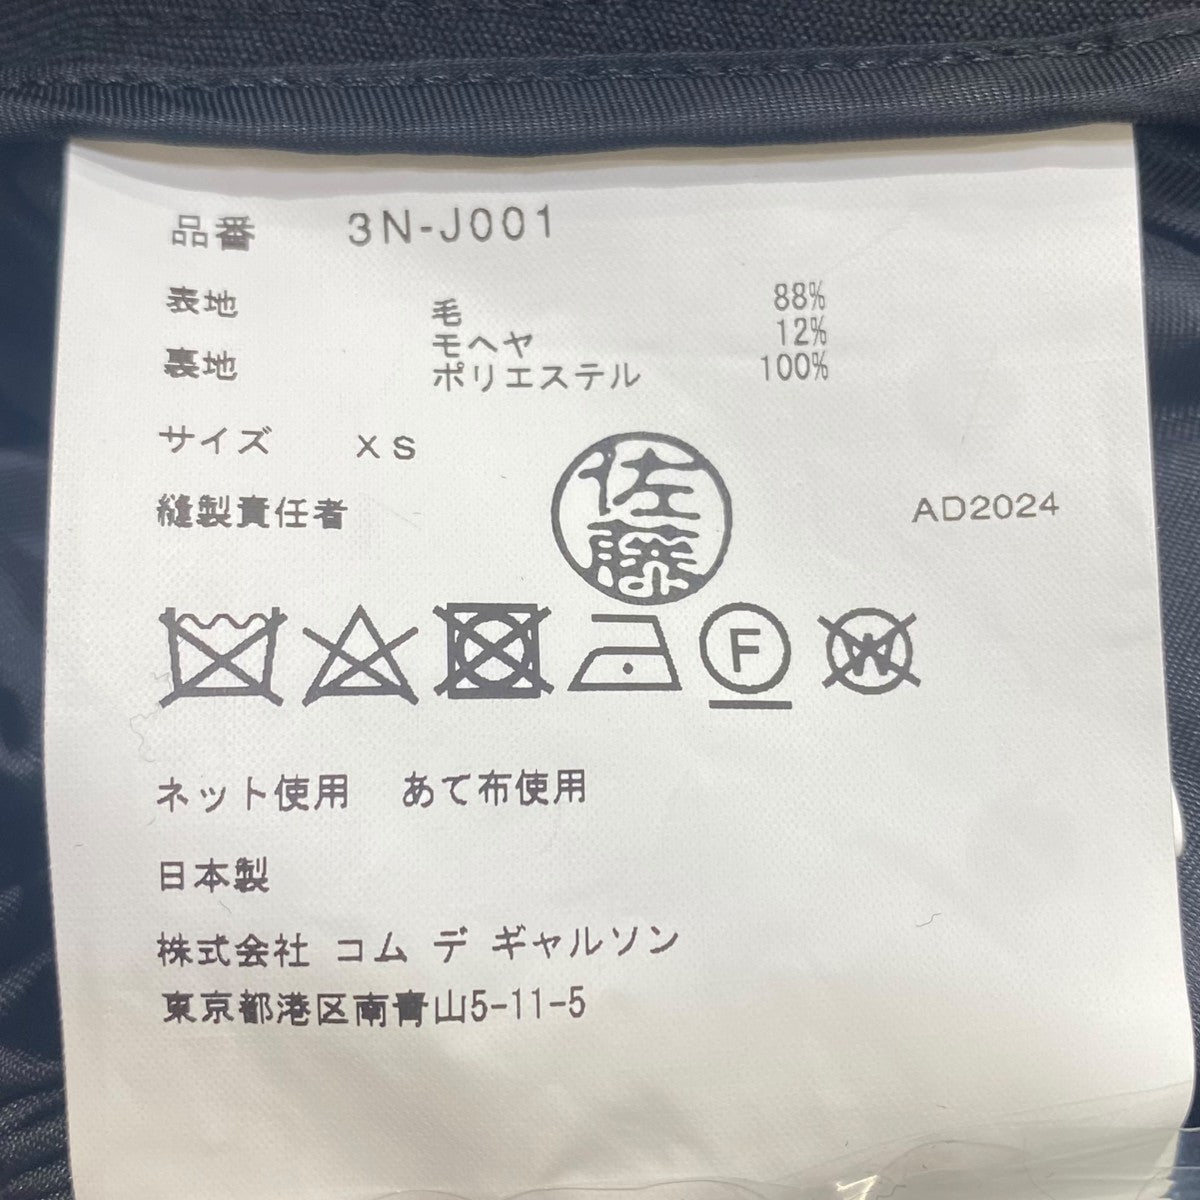 品番 3N-J001
表地 毛 88%
モヘヤ 12%
裏地 ポリエステル 100%
サイズ XS
縫製責任者 佐藤 AD2024
F W
ネット使用 あて布使用
日本製
株式会社 コム デ ギャルソン
東京都港区南青山5-11-5